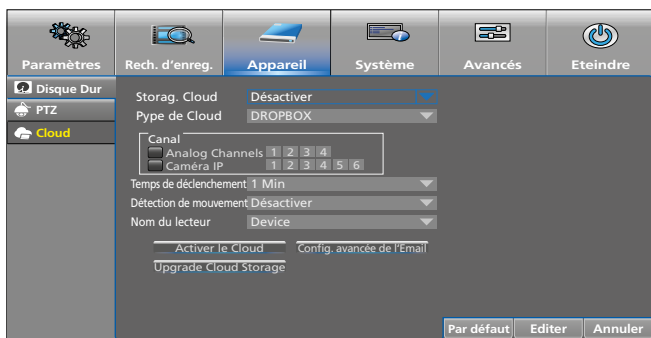 Paramètres Rech. d'enreg. Appareil Système Avancés Eteindre
Disque Dur
PTZ
Cloud
Storag. Cloud Désactiver
Pype de Cloud DROPBOX
Canal
Analog Channels 1 2 3 4
Caméra IP 1 2 3 4 5 6
Temps de déclenchement 1 Min
Détection de mouvement Désactiver
Nom du lecteur Device
Activer le Cloud Config. avancée de l'Email
Upgrade Cloud Storage
Par défaut Editer Annuler